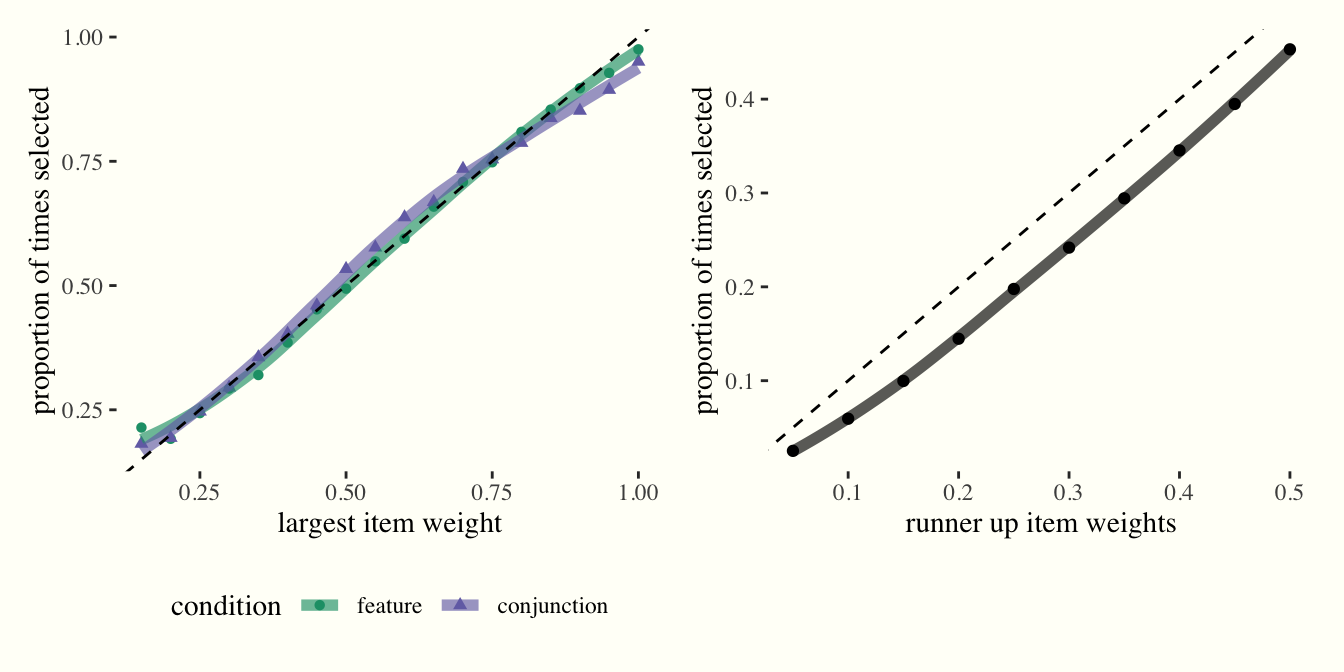 proportion of times selected
1.00
0.75
0.50
0.25
0.25 0.50 0.75 1.00
largest item weight
proportion of times selected
0.4
0.3
0.2
0.1
0.1 0.2 0.3 0.4 0.5
runner up item weights
condition feature conjunction